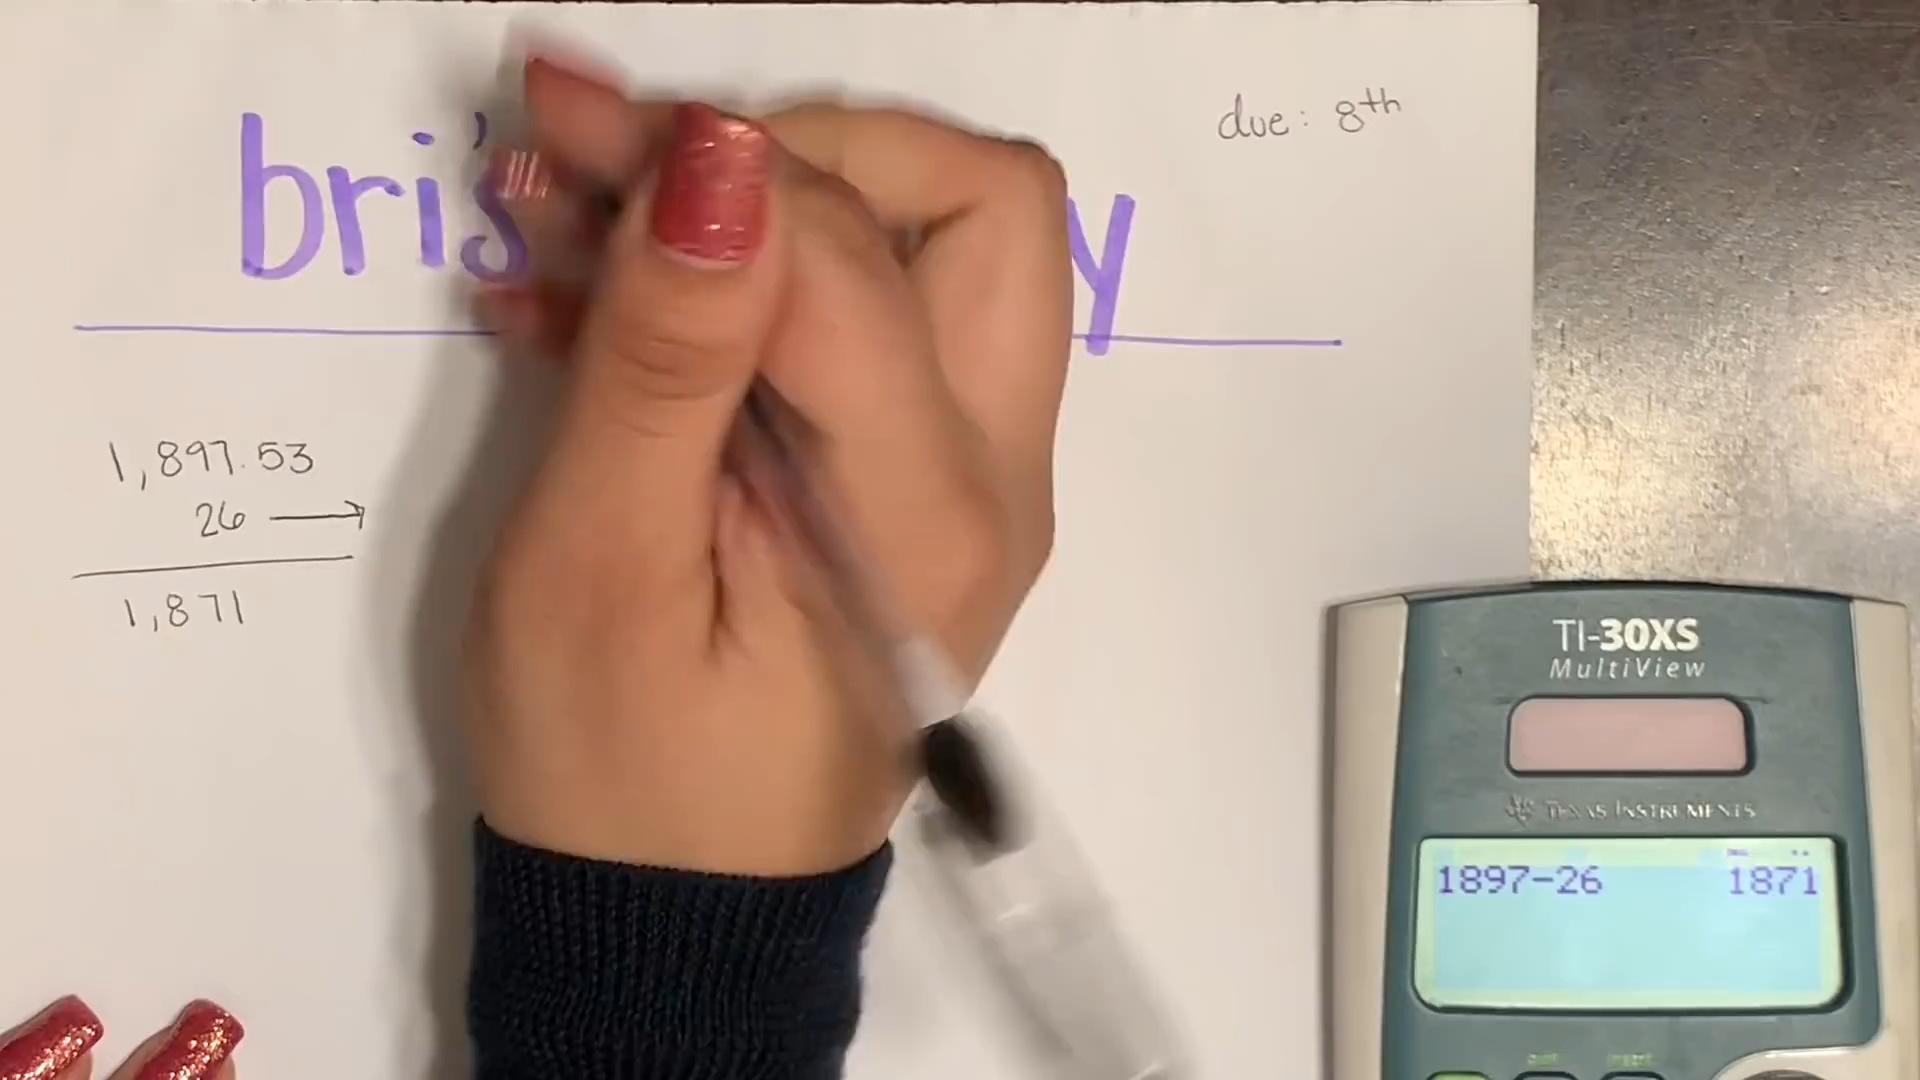 due: 8th
bri's
1,897.53
26 →
1,871
TI-30XS
MultiView
TEXAS INSTRUMENTS
1897-26 1871